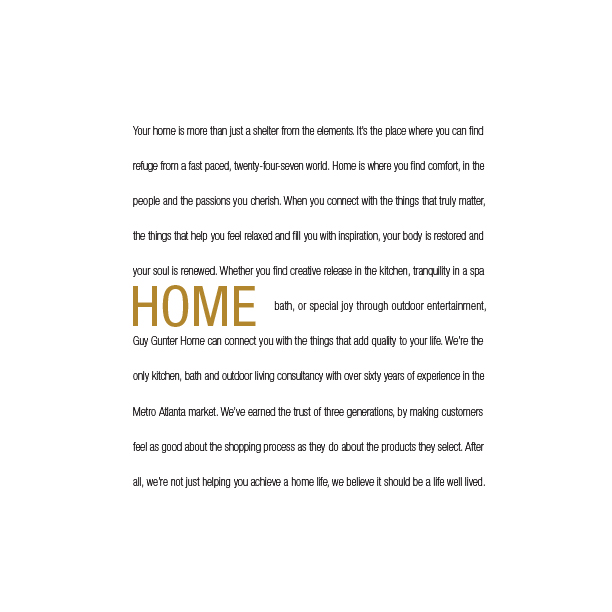 Your home is more than just a shelter from the elements. It's the place where you can find
refuge from a fast paced, twenty-four-seven world. Home is where you find comfort, in the
people and the passions you cherish. When you connect with the things that truly matter,
the things that help you feel relaxed and fill you with inspiration, your body is restored and
your soul is renewed. Whether you find creative release in the kitchen, tranquility in a spa
HOME bath, or special joy through outdoor entertainment,
Guy Gunter Home can connect you with the things that add quality to your life. We're the
only kitchen, bath and outdoor living consultancy with over sixty years of experience in the
Metro Atlanta market. We've earned the trust of three generations, by making customers
feel as good about the shopping process as they do about the products they select. After
all, we're not just helping you achieve a home life, we believe it should be a life well lived.